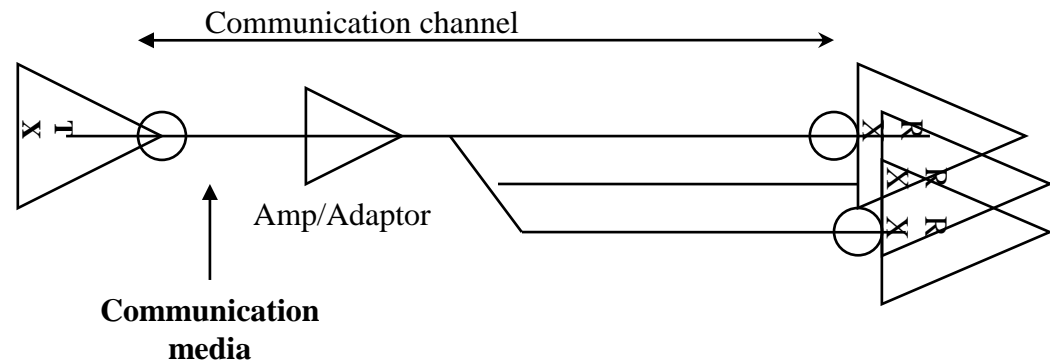 Communication channel
TX
RX
RX
RX
Amp/Adaptor
Communication
media